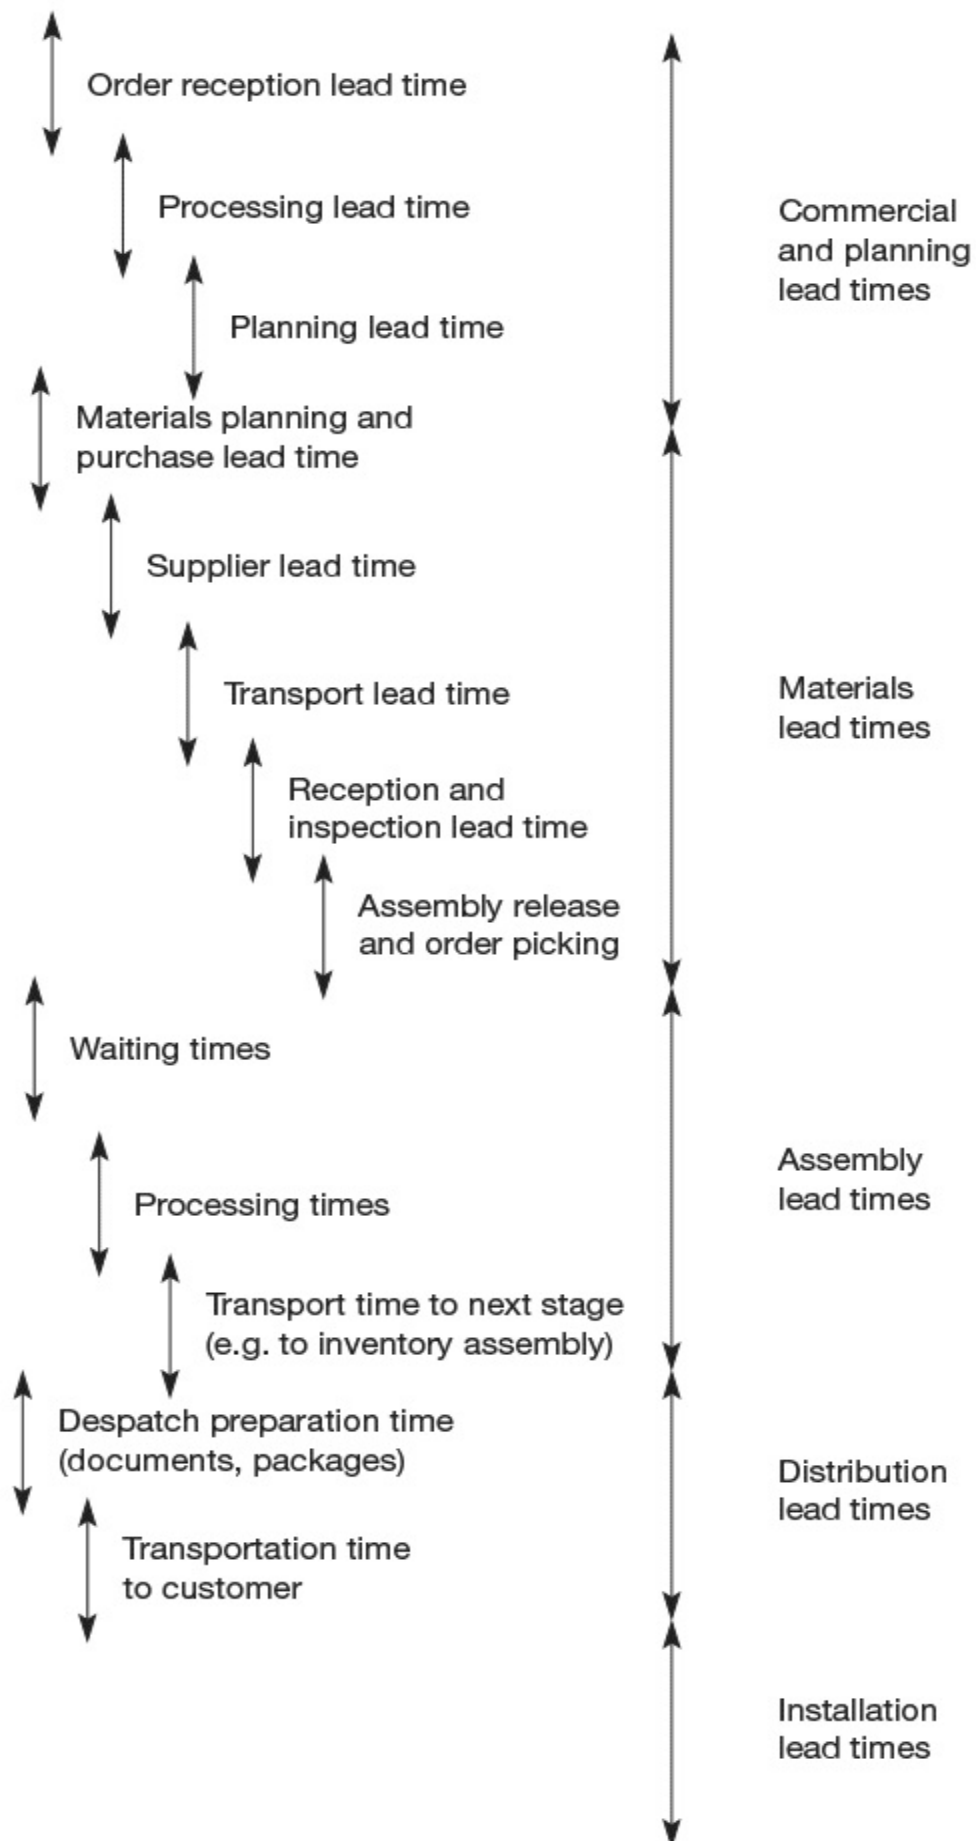 Order reception lead time
Processing lead time
Commercial
and planning
lead times
Planning lead time
Materials planning and
purchase lead time
Supplier lead time
Transport lead time
Materials
lead times
Reception and
inspection lead time
Assembly release
and order picking
Waiting times
Processing times
Assembly
lead times
Transport time to next stage
(e.g. to inventory assembly)
Despatch preparation time
(documents, packages)
Distribution
lead times
Transportation time
to customer
Installation
lead times